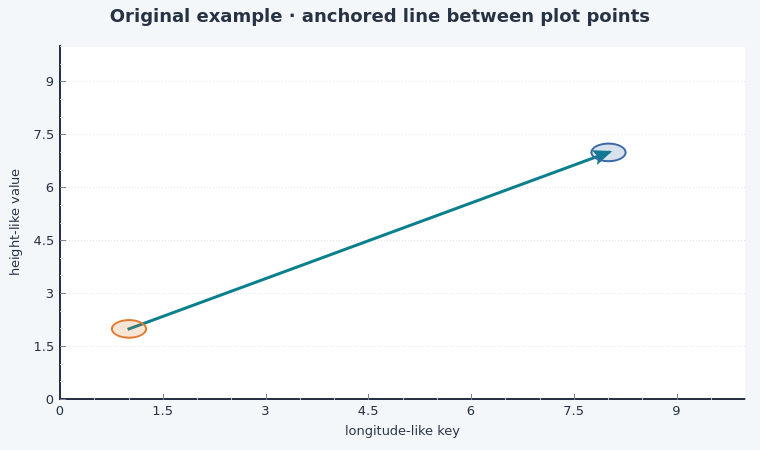 Original example · anchored line between plot points
height-like value
9
7.5
6
4.5
3
1.5
0
0 1.5 3 4.5 6 7.5 9
longitude-like key